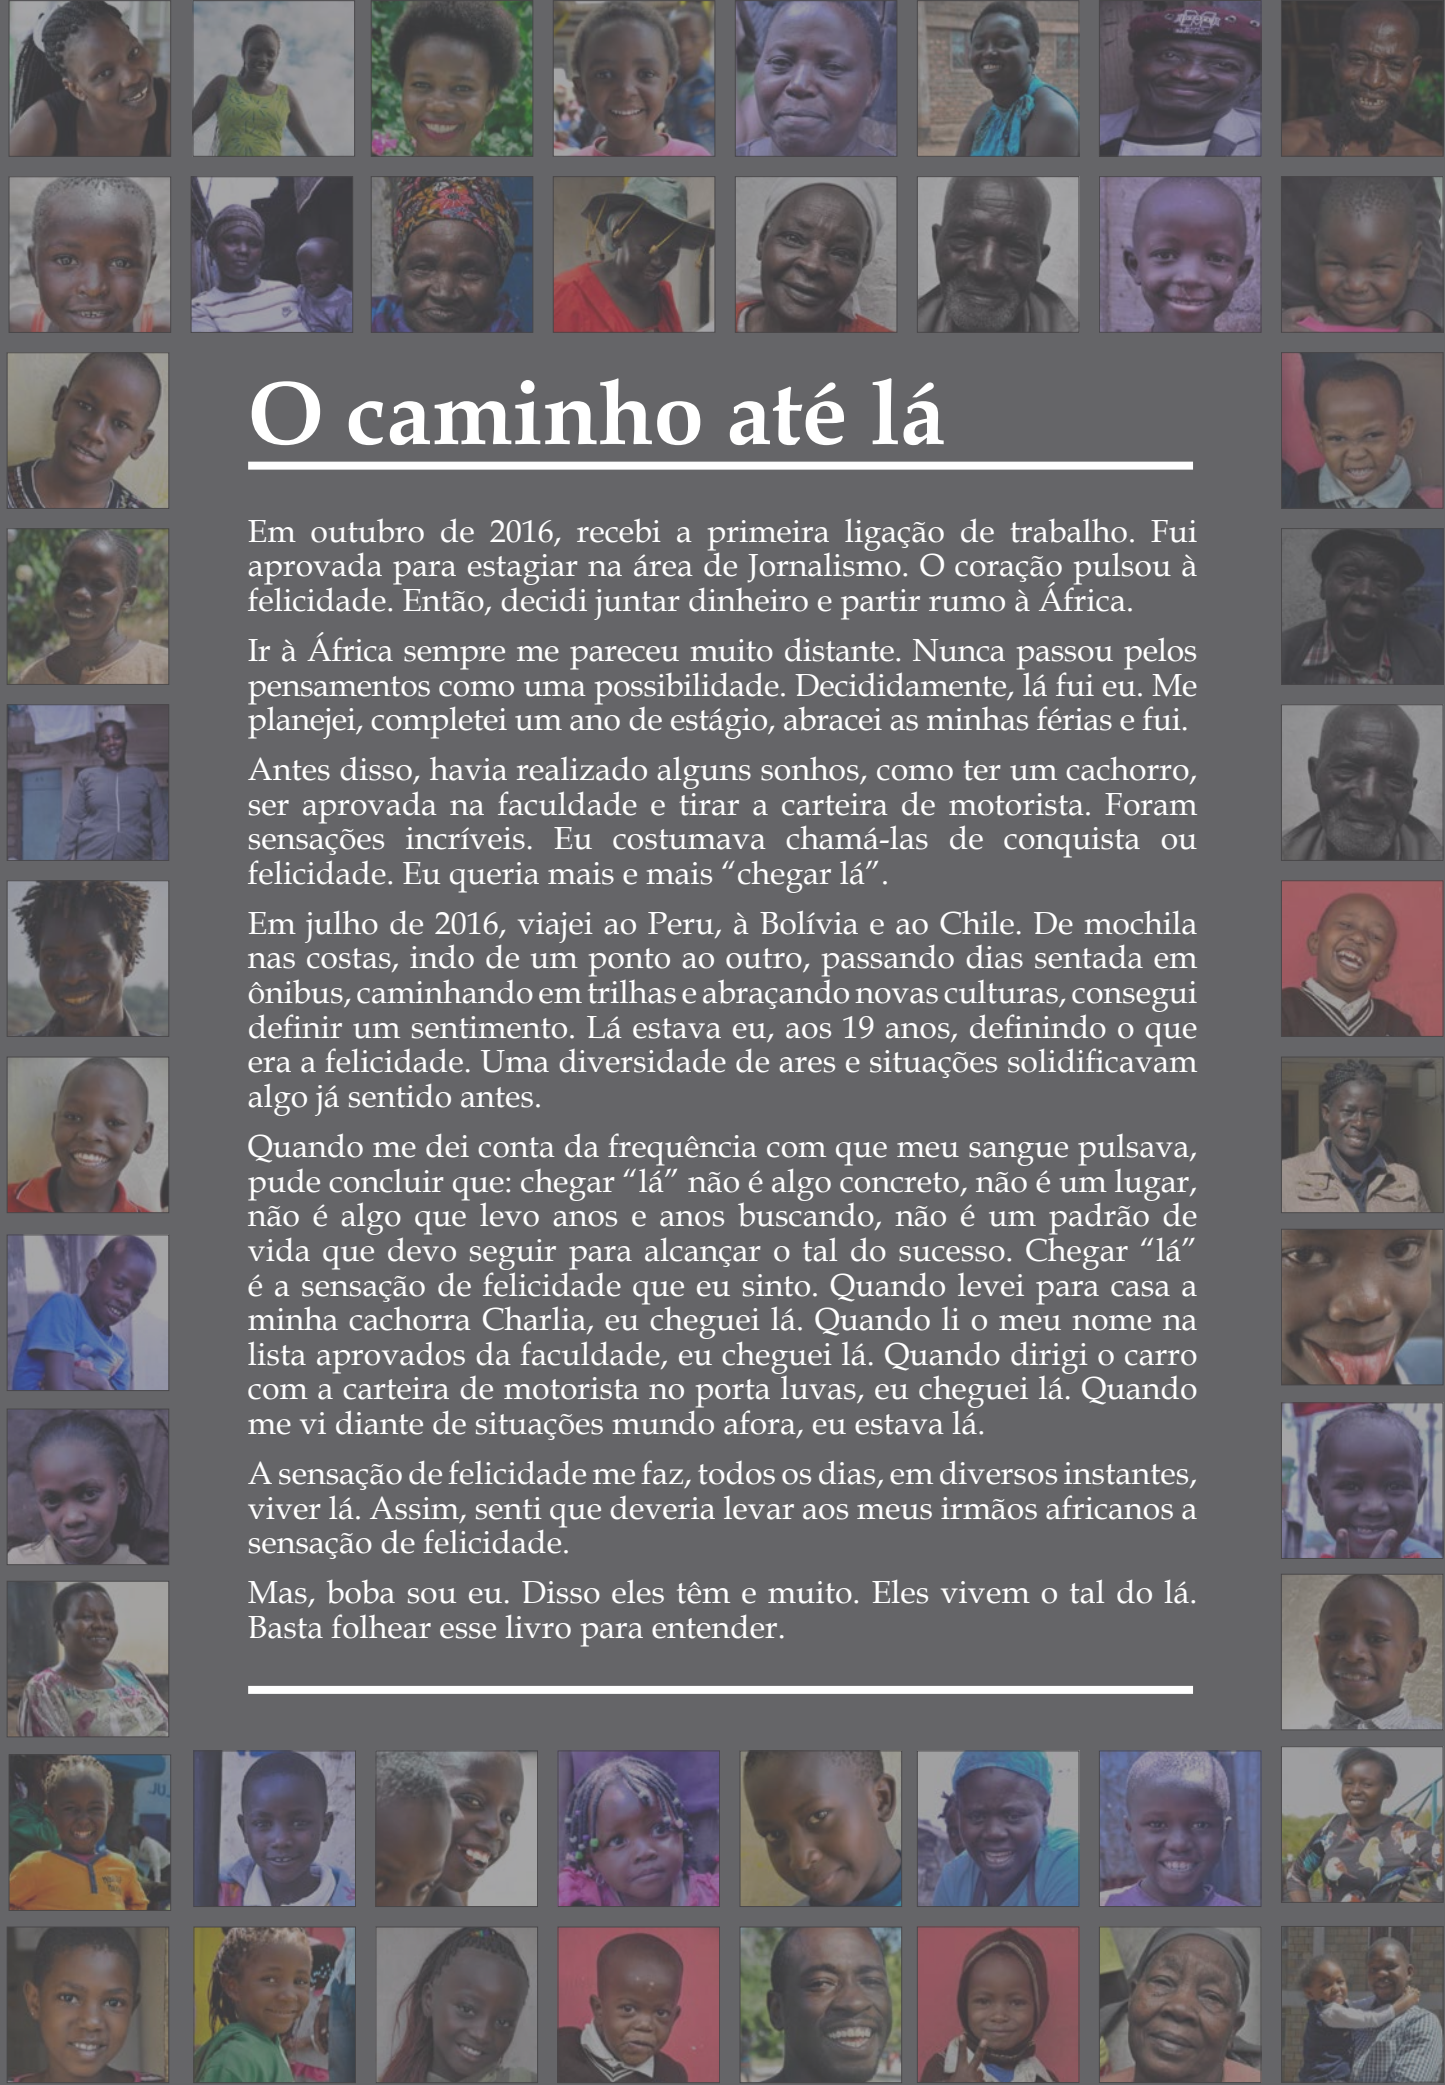 O caminho até lá
Em outubro de 2016, recebi a primeira ligação de trabalho. Fui
aprovada para estagiar na área de Jornalismo. O coração pulsou à
felicidade. Então, decidi juntar dinheiro e partir rumo à África.
Ir à África sempre me pareceu muito distante. Nunca passou pelos
pensamentos como uma possibilidade. Decididamente, lá fui eu. Me
planejei, completei um ano de estágio, abracei as minhas férias e fui.
Antes disso, havia realizado alguns sonhos, como ter um cachorro,
ser aprovada na faculdade e tirar a carteira de motorista. Foram
sensações incríveis. Eu costumava chamá-las de conquista ou
felicidade. Eu queria mais e mais “chegar lá”.
Em julho de 2016, viajei ao Peru, à Bolívia e ao Chile. De mochila
nas costas, indo de um ponto ao outro, passando dias sentada em
ônibus, caminhando em trilhas e abraçando novas culturas, consegui
definir um sentimento. Lá estava eu, aos 19 anos, definindo o que
era a felicidade. Uma diversidade de ares e situações solidificavam
algo já sentido antes.
Quando me dei conta da frequência com que meu sangue pulsava,
pude concluir que: chegar “lá” não é algo concreto, não é um lugar,
não é algo que levo anos e anos buscando, não é um padrão de
vida que devo seguir para alcançar o tal do sucesso. Chegar “lá”
é a sensação de felicidade que eu sinto. Quando levei para casa a
minha cachorra Charlia, eu cheguei lá. Quando li o meu nome na
lista aprovados da faculdade, eu cheguei lá. Quando dirigi o carro
com a carteira de motorista no porta luvas, eu cheguei lá. Quando
me vi diante de situações mundo afora, eu estava lá.
A sensação de felicidade me faz, todos os dias, em diversos instantes,
viver lá. Assim, senti que deveria levar aos meus irmãos africanos a
sensação de felicidade.
Mas, boba sou eu. Disso eles têm e muito. Eles vivem o tal do lá.
Basta folhear esse livro para entender.